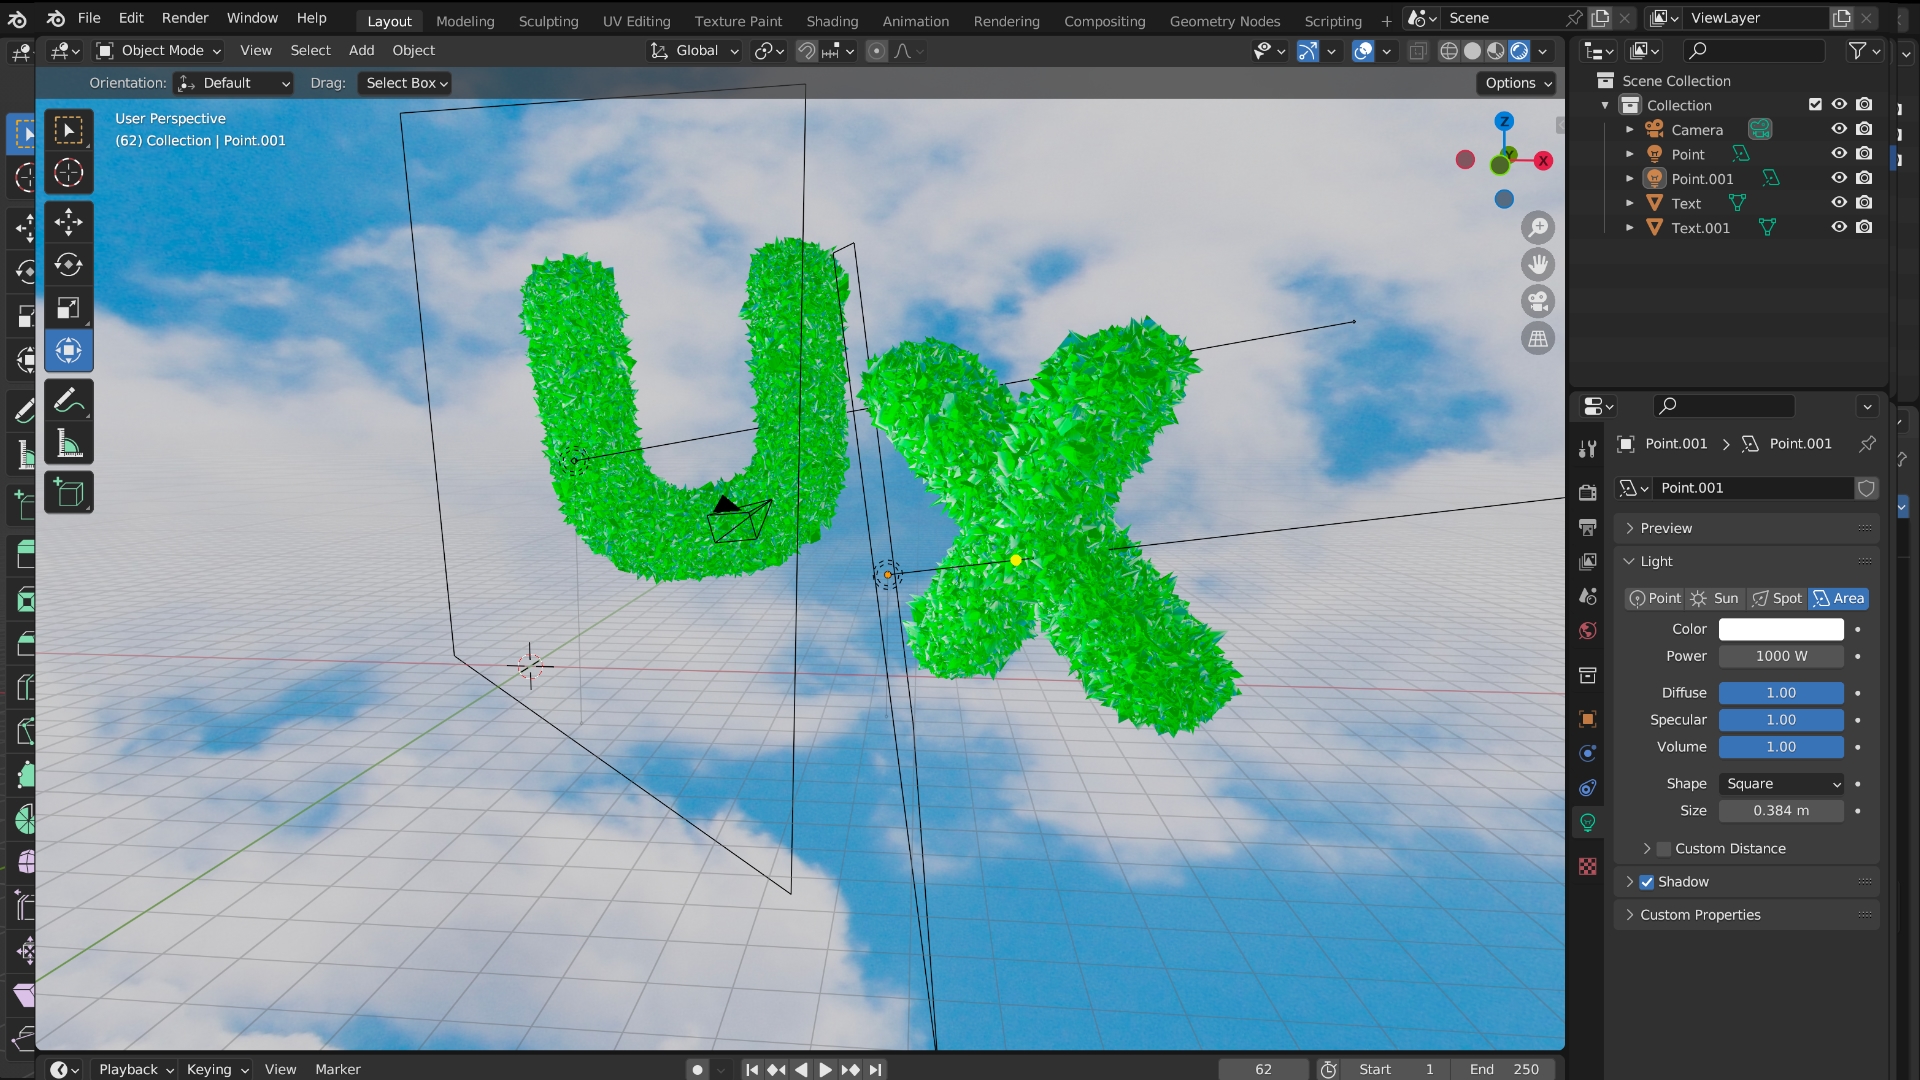 File Edit Render Window Help Layout Modeling Sculpting UV Editing Texture Paint Shading Animation Rendering Compositing Geometry Nodes Scripting + Scene ViewLayer
Object Mode View Select Add Object Global
Orientation: Default Drag: Select Box Options
User Perspective
(62) Collection | Point.001
Z
Y
X
UX
Scene Collection
Collection
Camera
Point
Point.001
Text
Text.001
Point.001 Point.001
Point.001
Preview
Light
Point Sun Spot Area
Color
Power 1000 W
Diffuse 1.00
Specular 1.00
Volume 1.00
Shape Square
Size 0.384 m
Custom Distance
Shadow
Custom Properties
Playback Keying View Marker 62 Start 1 End 250